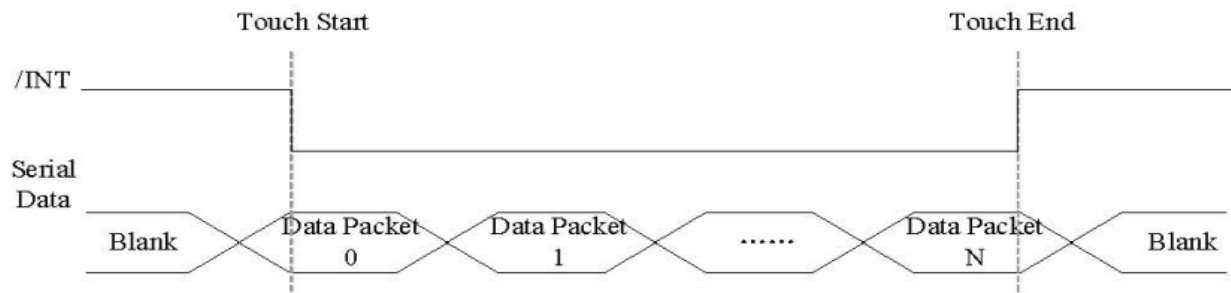 Touch Start
Touch End
/INT
Serial
Data
Blank
Data Packet
0
Data Packet
1
......
Data Packet
N
Blank